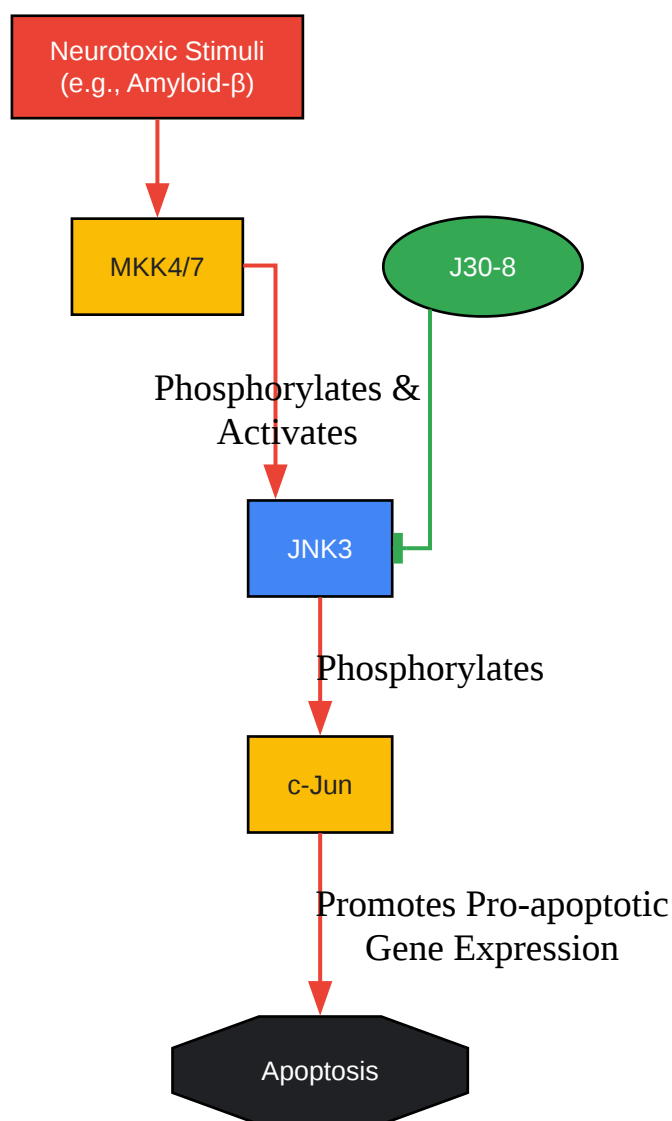 Neurotoxic Stimuli
(e.g., Amyloid-β)
MKK4/7
J30-8
Phosphorylates &
Activates
JNK3
Phosphorylates
c-Jun
Promotes Pro-apoptotic
Gene Expression
Apoptosis